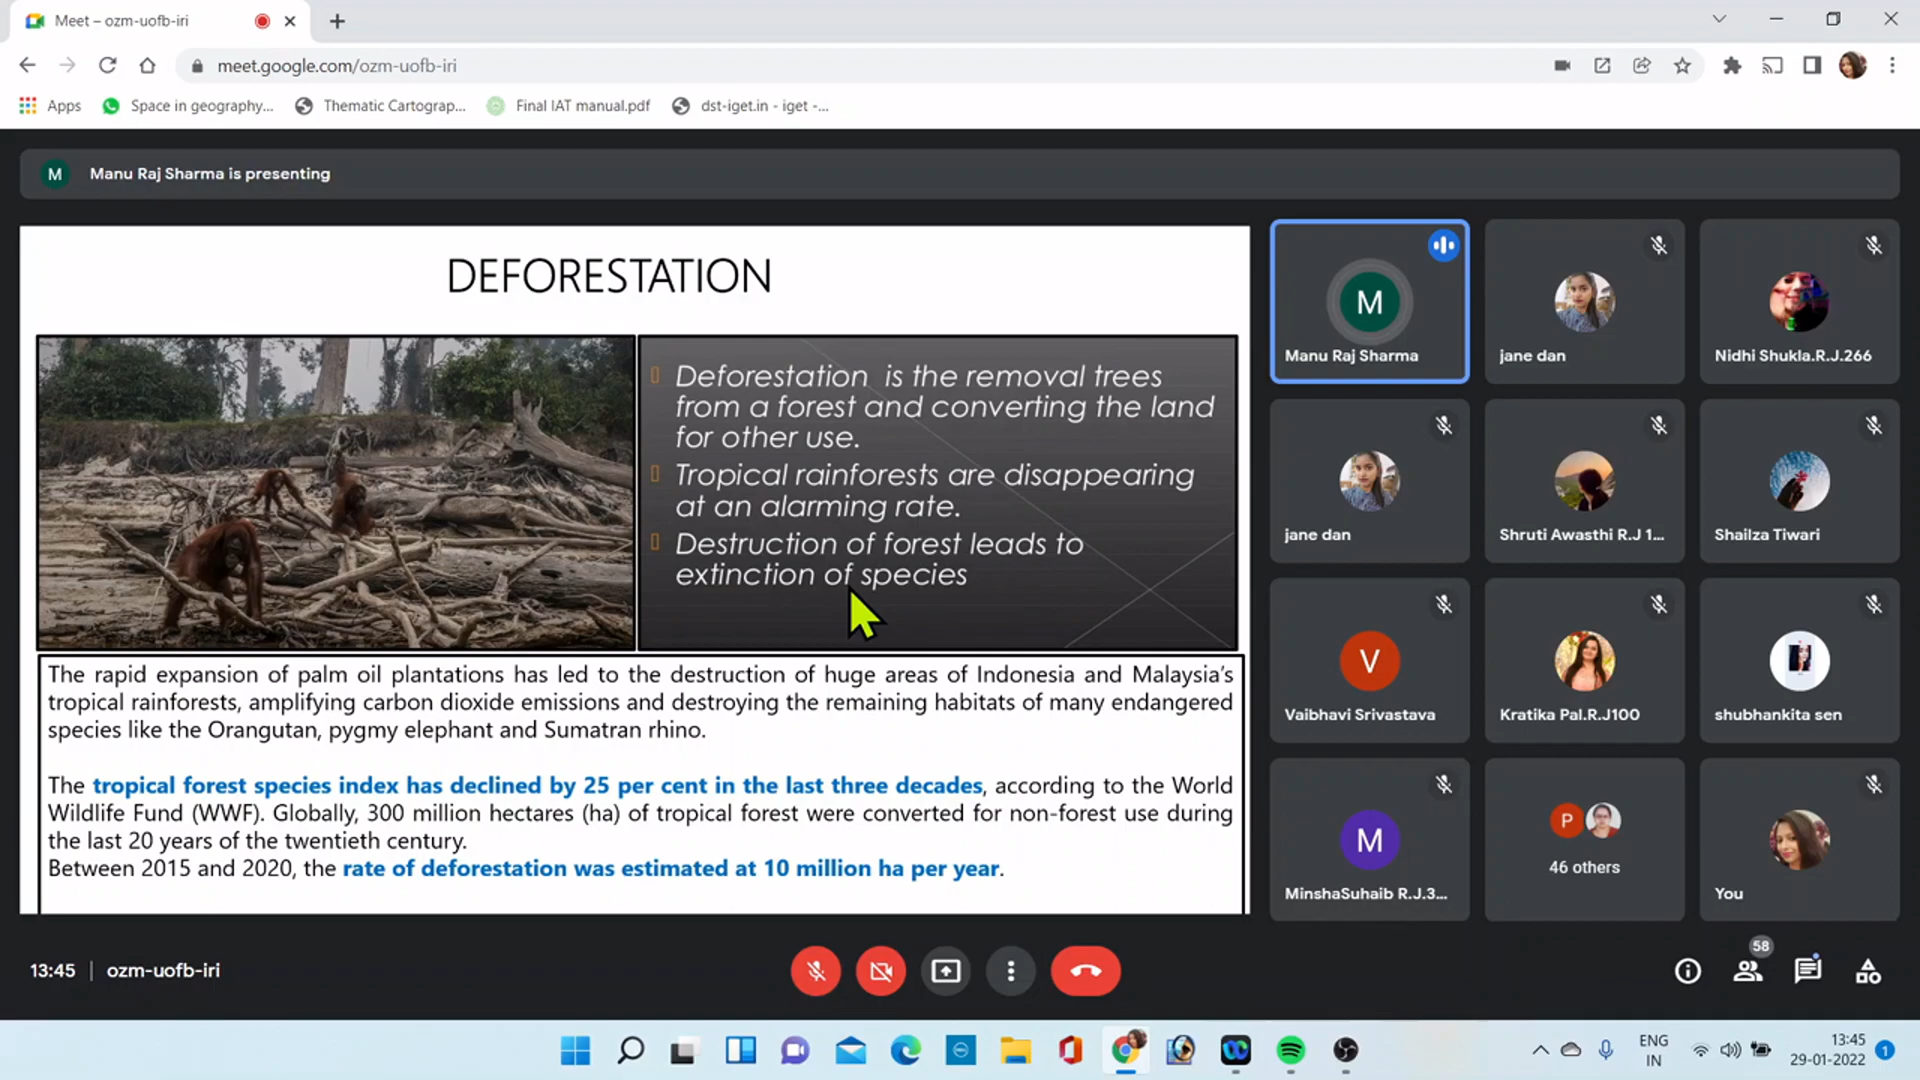 Meet – ozm-uofb-iri
meet.google.com/ozm-uofb-iri
Apps
Space in geography...
Thematic Cartograp...
Final IAT manual.pdf
dst-iget.in - iget -...
M
Manu Raj Sharma is presenting
DEFORESTATION
Deforestation is the removal trees
from a forest and converting the land
for other use.
Tropical rainforests are disappearing
at an alarming rate.
Destruction of forest leads to
extinction of species
The rapid expansion of palm oil plantations has led to the destruction of huge areas of Indonesia and Malaysia's
tropical rainforests, amplifying carbon dioxide emissions and destroying the remaining habitats of many endangered
species like the Orangutan, pygmy elephant and Sumatran rhino.
The tropical forest species index has declined by 25 per cent in the last three decades, according to the World
Wildlife Fund (WWF). Globally, 300 million hectares (ha) of tropical forest were converted for non-forest use during
the last 20 years of the twentieth century.
Between 2015 and 2020, the rate of deforestation was estimated at 10 million ha per year.
M
Manu Raj Sharma
jane dan
Nidhi Shukla.R.J.266
jane dan
Shruti Awasthi R.J 1...
Shailza Tiwari
V
Vaibhavi Srivastava
Kratika Pal.R.J100
shubhankita sen
M
MinshaSuhaib R.J.3...
P
46 others
You
13:45 | ozm-uofb-iri
58
ENG
IN
13:45
29-01-2022
1